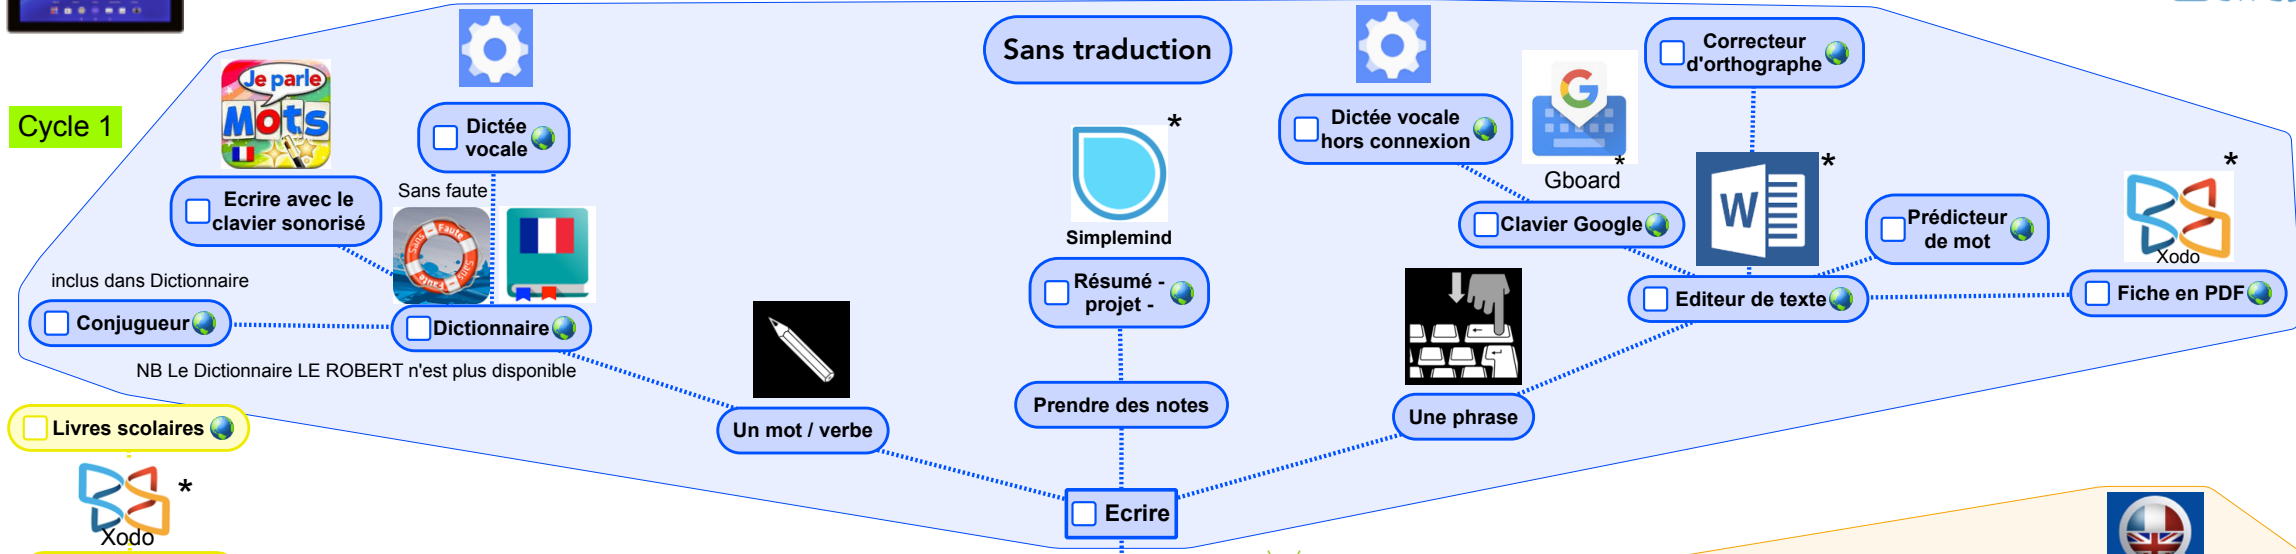 Sans traduction
Correcteur
d'orthographe
Je parle
Mots
Cycle 1
Dictée
vocale
*
Dictée vocale
hors connexion
G
*
Gboard
W
*
*
Xodo
Ecrire avec le
clavier sonorisé
Sans faute
Sans - Faute
Simplemind
Clavier Google
Prédicteur
de mot
inclus dans Dictionnaire
Résumé -
projet -
Conjugueur
Dictionnaire
Editeur de texte
Fiche en PDF
NB Le Dictionnaire LE ROBERT n'est plus disponible
Livres scolaires
Un mot / verbe
Prendre des notes
Une phrase
*
Xodo
Ecrire